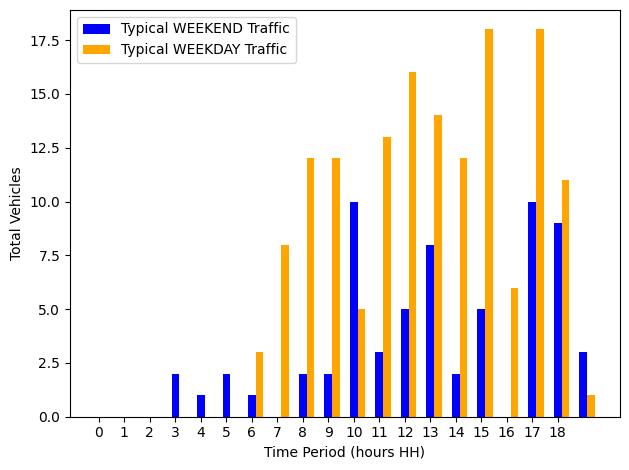 Typical WEEKEND Traffic
Typical WEEKDAY Traffic
Total Vehicles
17.5
15.0
12.5
10.0
7.5
5.0
2.5
0.0
0 1 2 3 4 5 6 7 8 9 10 11 12 13 14 15 16 17 18
Time Period (hours HH)